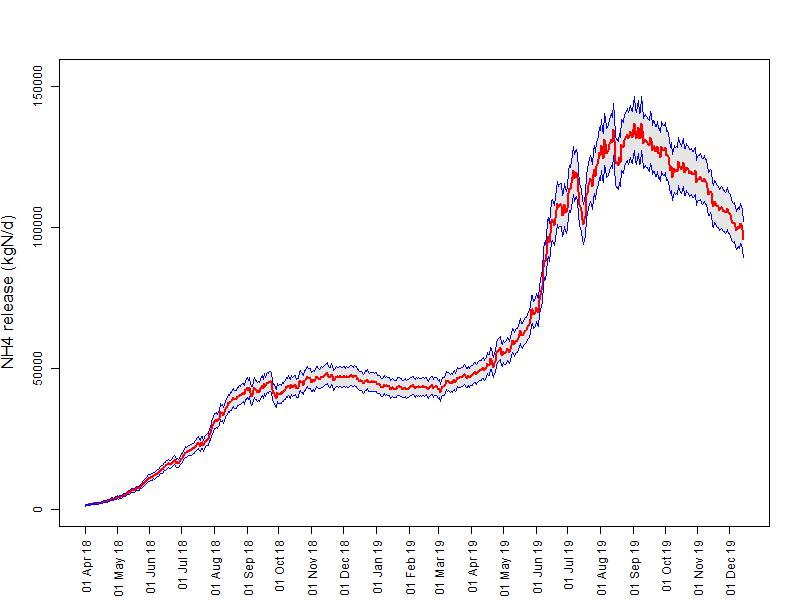 NH4 release (kgN/d)
150000
100000
50000
0
01 Apr 18
01 May 18
01 Jun 18
01 Jul 18
01 Aug 18
01 Sep 18
01 Oct 18
01 Nov 18
01 Dec 18
01 Jan 19
01 Feb 19
01 Mar 19
01 Apr 19
01 May 19
01 Jun 19
01 Jul 19
01 Aug 19
01 Sep 19
01 Oct 19
01 Nov 19
01 Dec 19